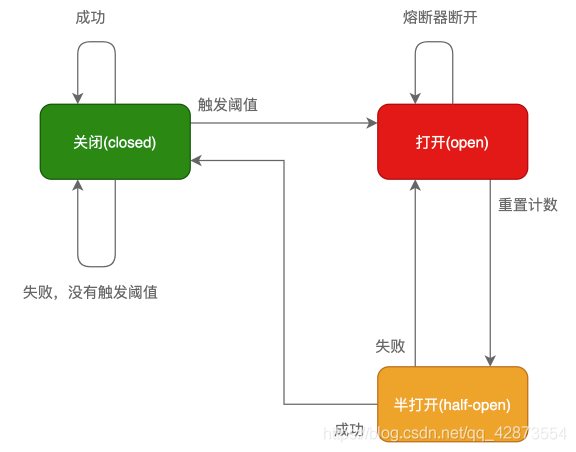 成功
熔断器断开
触发阈值
关闭(closed)
打开(open)
重置计数
失败，没有触发阈值
失败
半打开(half-open)
成功
https://blog.csdn.net/qq_42873554